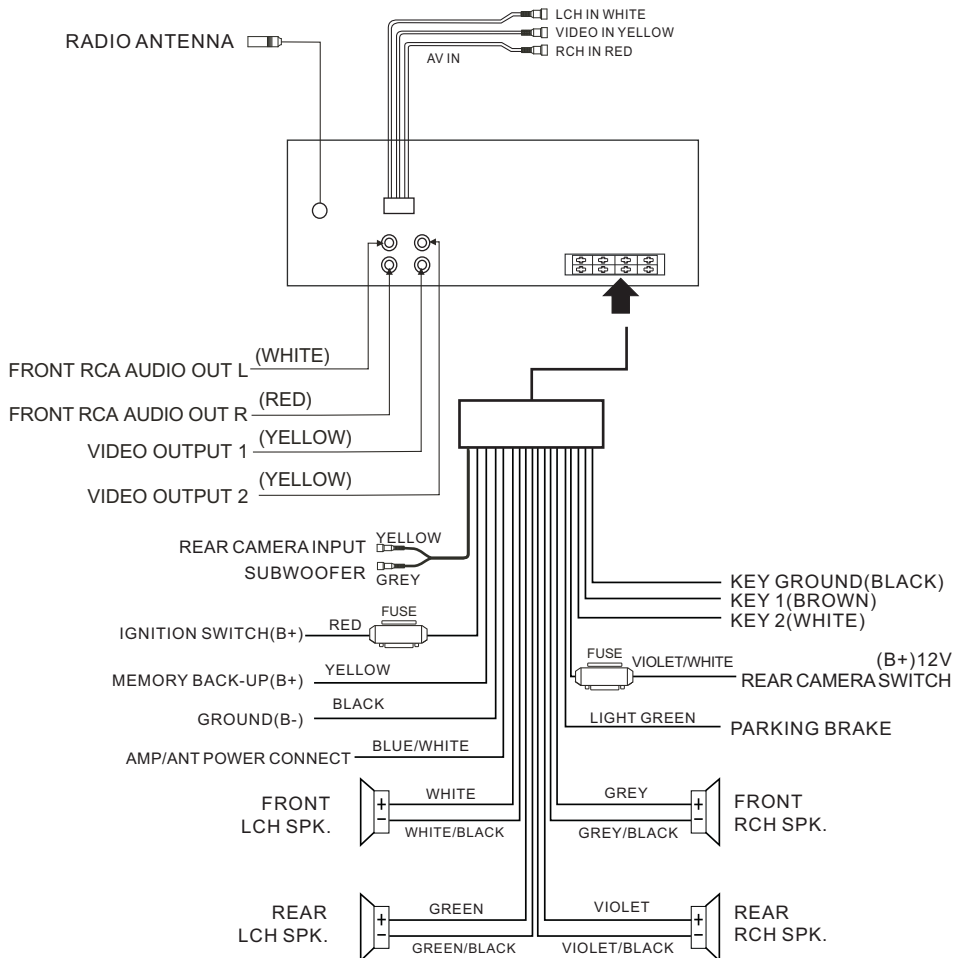 LCH IN WHITE
RADIO ANTENNA
VIDEO IN YELLOW
AV IN
RCH IN RED
FRONT RCA AUDIO OUT L (WHITE)
FRONT RCA AUDIO OUT R (RED)
VIDEO OUTPUT 1 (YELLOW)
VIDEO OUTPUT 2 (YELLOW)
REAR CAMERA INPUT YELLOW
SUBWOOFER GREY
IGNITION SWITCH(B+) RED FUSE
MEMORY BACK-UP(B+) YELLOW
GROUND(B-) BLACK
AMP/ANT POWER CONNECT BLUE/WHITE
KEY GROUND(BLACK)
KEY 1(BROWN)
KEY 2(WHITE)
FUSE VIOLET/WHITE (B+)12V
REAR CAMERA SWITCH
LIGHT GREEN PARKING BRAKE
FRONT
LCH SPK.
+ WHITE
− WHITE/BLACK
GREY +
GREY/BLACK −
FRONT
RCH SPK.
REAR
LCH SPK.
+ GREEN
− GREEN/BLACK
VIOLET +
VIOLET/BLACK −
REAR
RCH SPK.